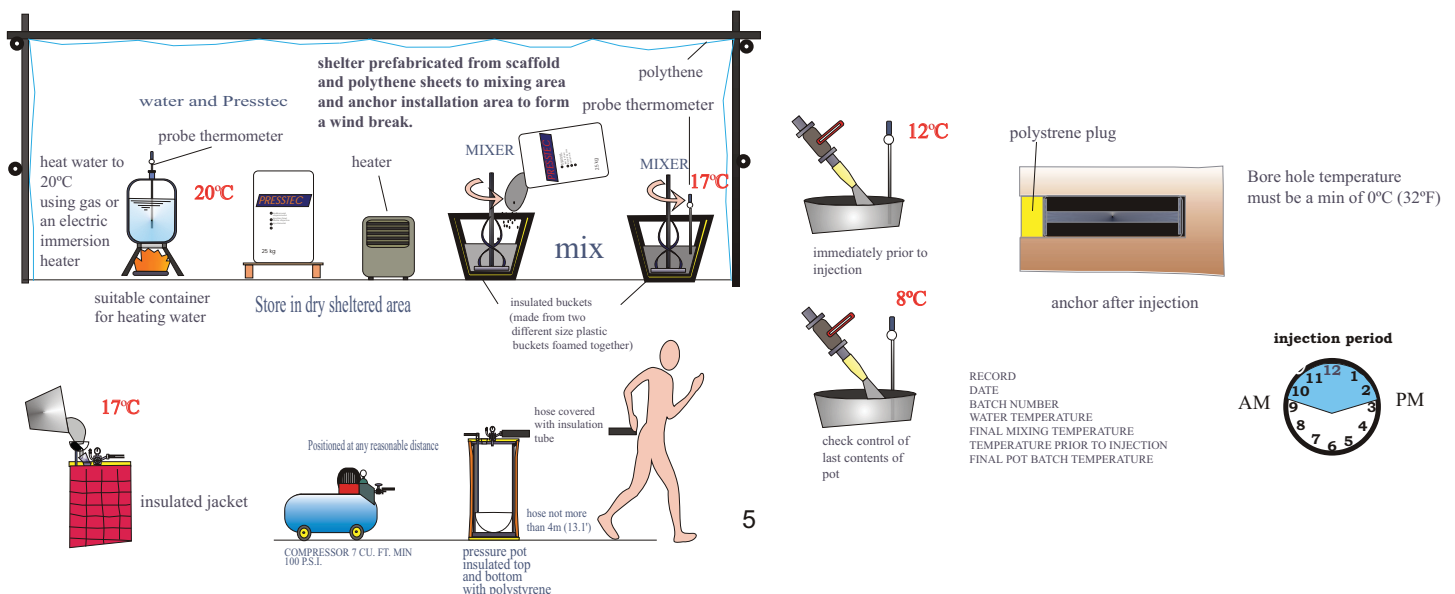 shelter prefabricated from scaffold
and polythene sheets to mixing area
and anchor installation area to form
a wind break.
polythene
water and Presstec
probe thermometer
probe thermometer
heat water to
20ºC
using gas or
an electric
immersion
heater
20ºC
PRESSTEC
25 kg
heater
MIXER
PRESSTEC
25 kg
MIXER
17ºC
mix
suitable container
for heating water
Store in dry sheltered area
insulated buckets
(made from two
different size plastic
buckets foamed together)
12ºC
immediately prior to
injection
polystrene plug
Bore hole temperature
must be a min of 0ºC (32ºF)
anchor after injection
8ºC
check control of
last contents of
pot
RECORD
DATE
BATCH NUMBER
WATER TEMPERATURE
FINAL MIXING TEMPERATURE
TEMPERATURE PRIOR TO INJECTION
FINAL POT BATCH TEMPERATURE
injection period
AM
PM
12
1
2
3
4
5
6
7
8
9
10
11
17ºC
insulated jacket
Positioned at any reasonable distance
COMPRESSOR 7 CU. FT. MIN
100 P.S.I.
hose covered
with insulation
tube
hose not more
than 4m (13.1')
pressure pot
insulated top
and bottom
with polystyrene
5